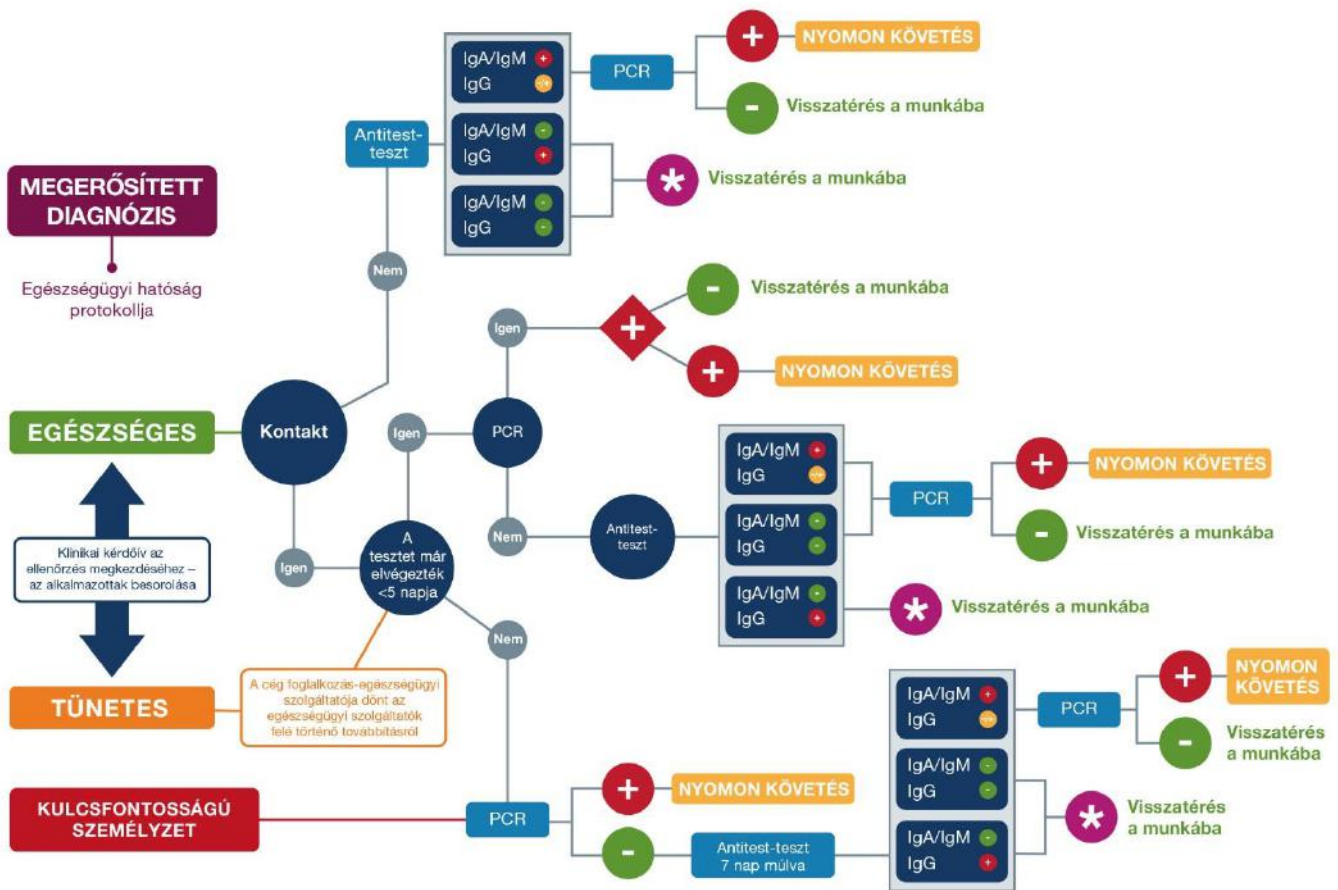 IgA/IgM +
IgG -/+
PCR
+
NYOMON KÖVETÉS
-
Visszatérés a munkába
Antitest-
teszt
IgA/IgM -
IgG +
IgA/IgM -
IgG -
*
Visszatérés a munkába
MEGERŐSÍTETT
DIAGNÓZIS
Egészségügyi hatóság
protokollja
Nem
-
Visszatérés a munkába
Igen
+
+
NYOMON KÖVETÉS
EGÉSZSÉGES
Kontakt
Igen
PCR
Nem
Antitest-
teszt
IgA/IgM +
IgG -/+
IgA/IgM -
IgG -
IgA/IgM -
IgG +
PCR
+
NYOMON KÖVETÉS
-
Visszatérés a munkába
*
Visszatérés a munkába
Klinikai kérdőív az
ellenőrzés megkezdéséhez –
az alkalmazottak besorolása
Igen
A
tesztet már
elvégezték
<5 napja
Nem
TÜNETES
A cég foglalkozás-egészségügyi
szolgáltatója dönt az
egészségügyi szolgáltatók
felé történő továbbításról
KULCSFONTOSSÁGÚ
SZEMÉLYZET
PCR
+
NYOMON KÖVETÉS
-
Antitest-teszt
7 nap múlva
IgA/IgM +
IgG -/+
IgA/IgM -
IgG -
IgA/IgM -
IgG +
PCR
+
NYOMON
KÖVETÉS
-
Visszatérés
a munkába
*
Visszatérés
a munkába